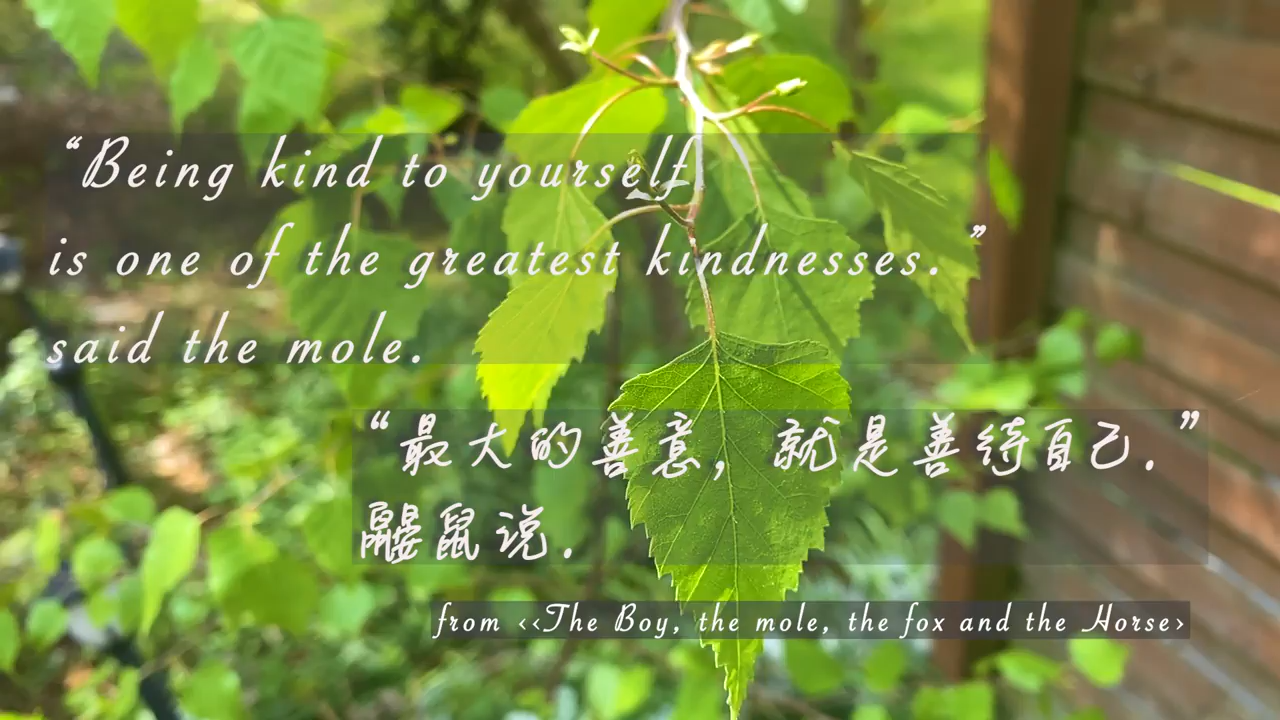 “Being kind to yourself
is one of the greatest kindnesses.”
said the mole.
“最大的善意，就是善待自己.”
鼹鼠说.
from <<The Boy, the mole, the fox and the Horse>